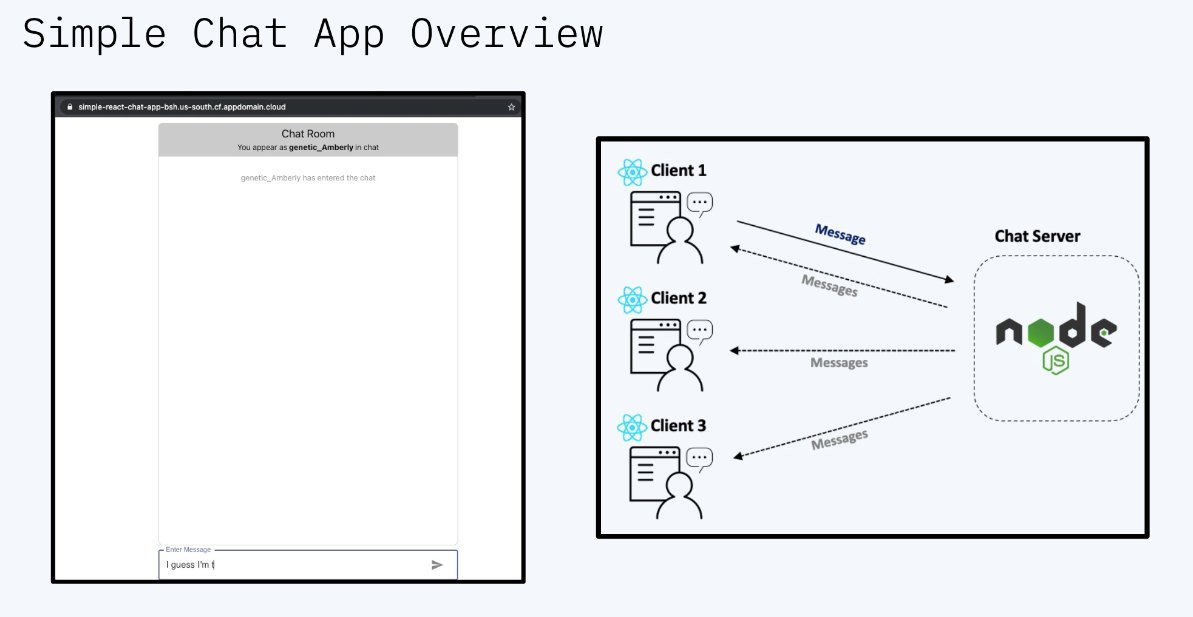 Simple Chat App Overview
simple-react-chat-app-bsh.us-south.cf.appdomain.cloud
Chat Room
You appear as genetic_Amberly in chat
genetic_Amberly has entered the chat
Enter Message
I guess I'm t
Client 1
Message
Messages
Client 2
Messages
Client 3
Messages
Chat Server
node
JS